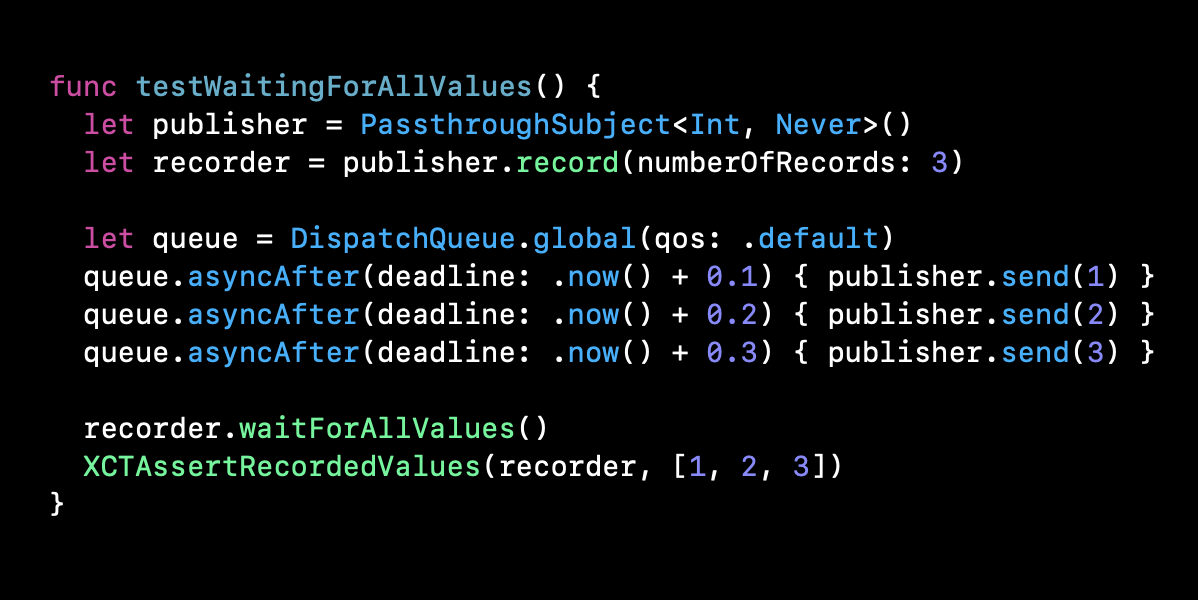 func testWaitingForAllValues() {
  let publisher = PassthroughSubject<Int, Never>()
  let recorder = publisher.record(numberOfRecords: 3)

  let queue = DispatchQueue.global(qos: .default)
  queue.asyncAfter(deadline: .now() + 0.1) { publisher.send(1) }
  queue.asyncAfter(deadline: .now() + 0.2) { publisher.send(2) }
  queue.asyncAfter(deadline: .now() + 0.3) { publisher.send(3) }

  recorder.waitForAllValues()
  XCTAssertRecordedValues(recorder, [1, 2, 3])
}